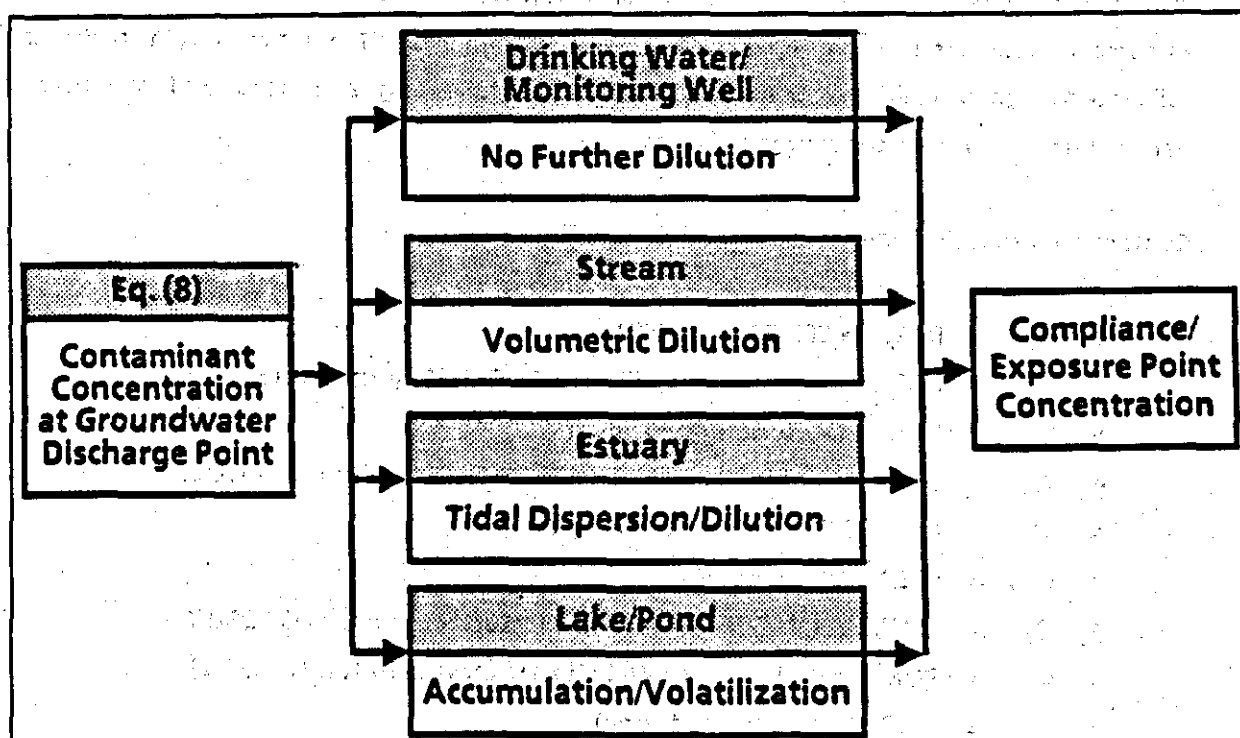 Eq. (8)
Contaminant
Concentration
at Groundwater
Discharge Point
Drinking Water/
Monitoring Well
No Further Dilution
Stream
Volumetric Dilution
Estuary
Tidal Dispersion/Dilution
Lake/Pond
Accumulation/Volatilization
Compliance/
Exposure Point
Concentration